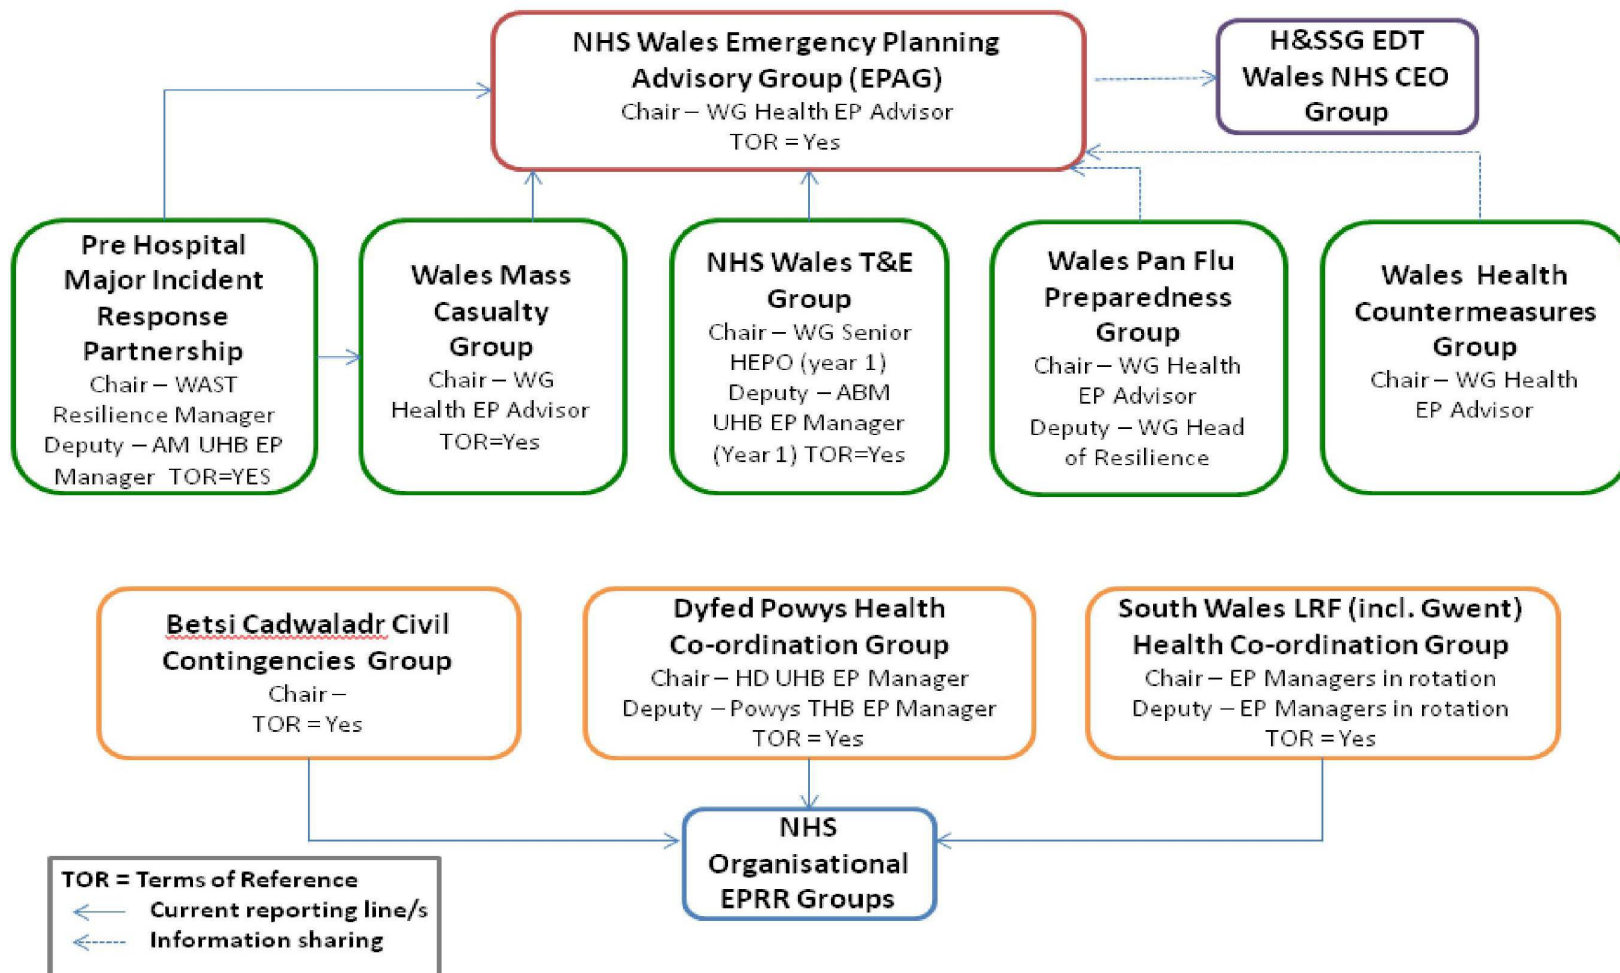 NHS Wales Emergency Planning
Advisory Group (EPAG)
Chair – WG Health EP Advisor
TOR = Yes
H&SSG EDT
Wales NHS CEO
Group
Pre Hospital
Major Incident
Response
Partnership
Chair – WAST
Resilience Manager
Deputy – AM UHB EP
Manager TOR=YES
Wales Mass
Casualty
Group
Chair – WG
Health EP Advisor
TOR=Yes
NHS Wales T&E
Group
Chair – WG Senior
HEPO (year 1)
Deputy – ABM
UHB EP Manager
(Year 1) TOR=Yes
Wales Pan Flu
Preparedness
Group
Chair – WG Health
EP Advisor
Deputy – WG Head
of Resilience
Wales Health
Countermeasures
Group
Chair – WG Health
EP Advisor
Betsi Cadwaladr Civil
Contingencies Group
Chair –
TOR = Yes
Dyfed Powys Health
Co-ordination Group
Chair – HD UHB EP Manager
Deputy – Powys THB EP Manager
TOR = Yes
South Wales LRF (incl. Gwent)
Health Co-ordination Group
Chair – EP Managers in rotation
Deputy – EP Managers in rotation
TOR = Yes
NHS
Organisational
EPRR Groups
TOR = Terms of Reference
Current reporting line/s
Information sharing